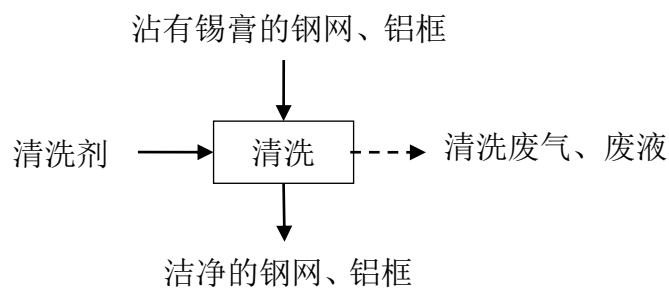 沾有锡膏的钢网、铝框
清洗剂
清洗
清洗废气、废液
洁净的钢网、铝框